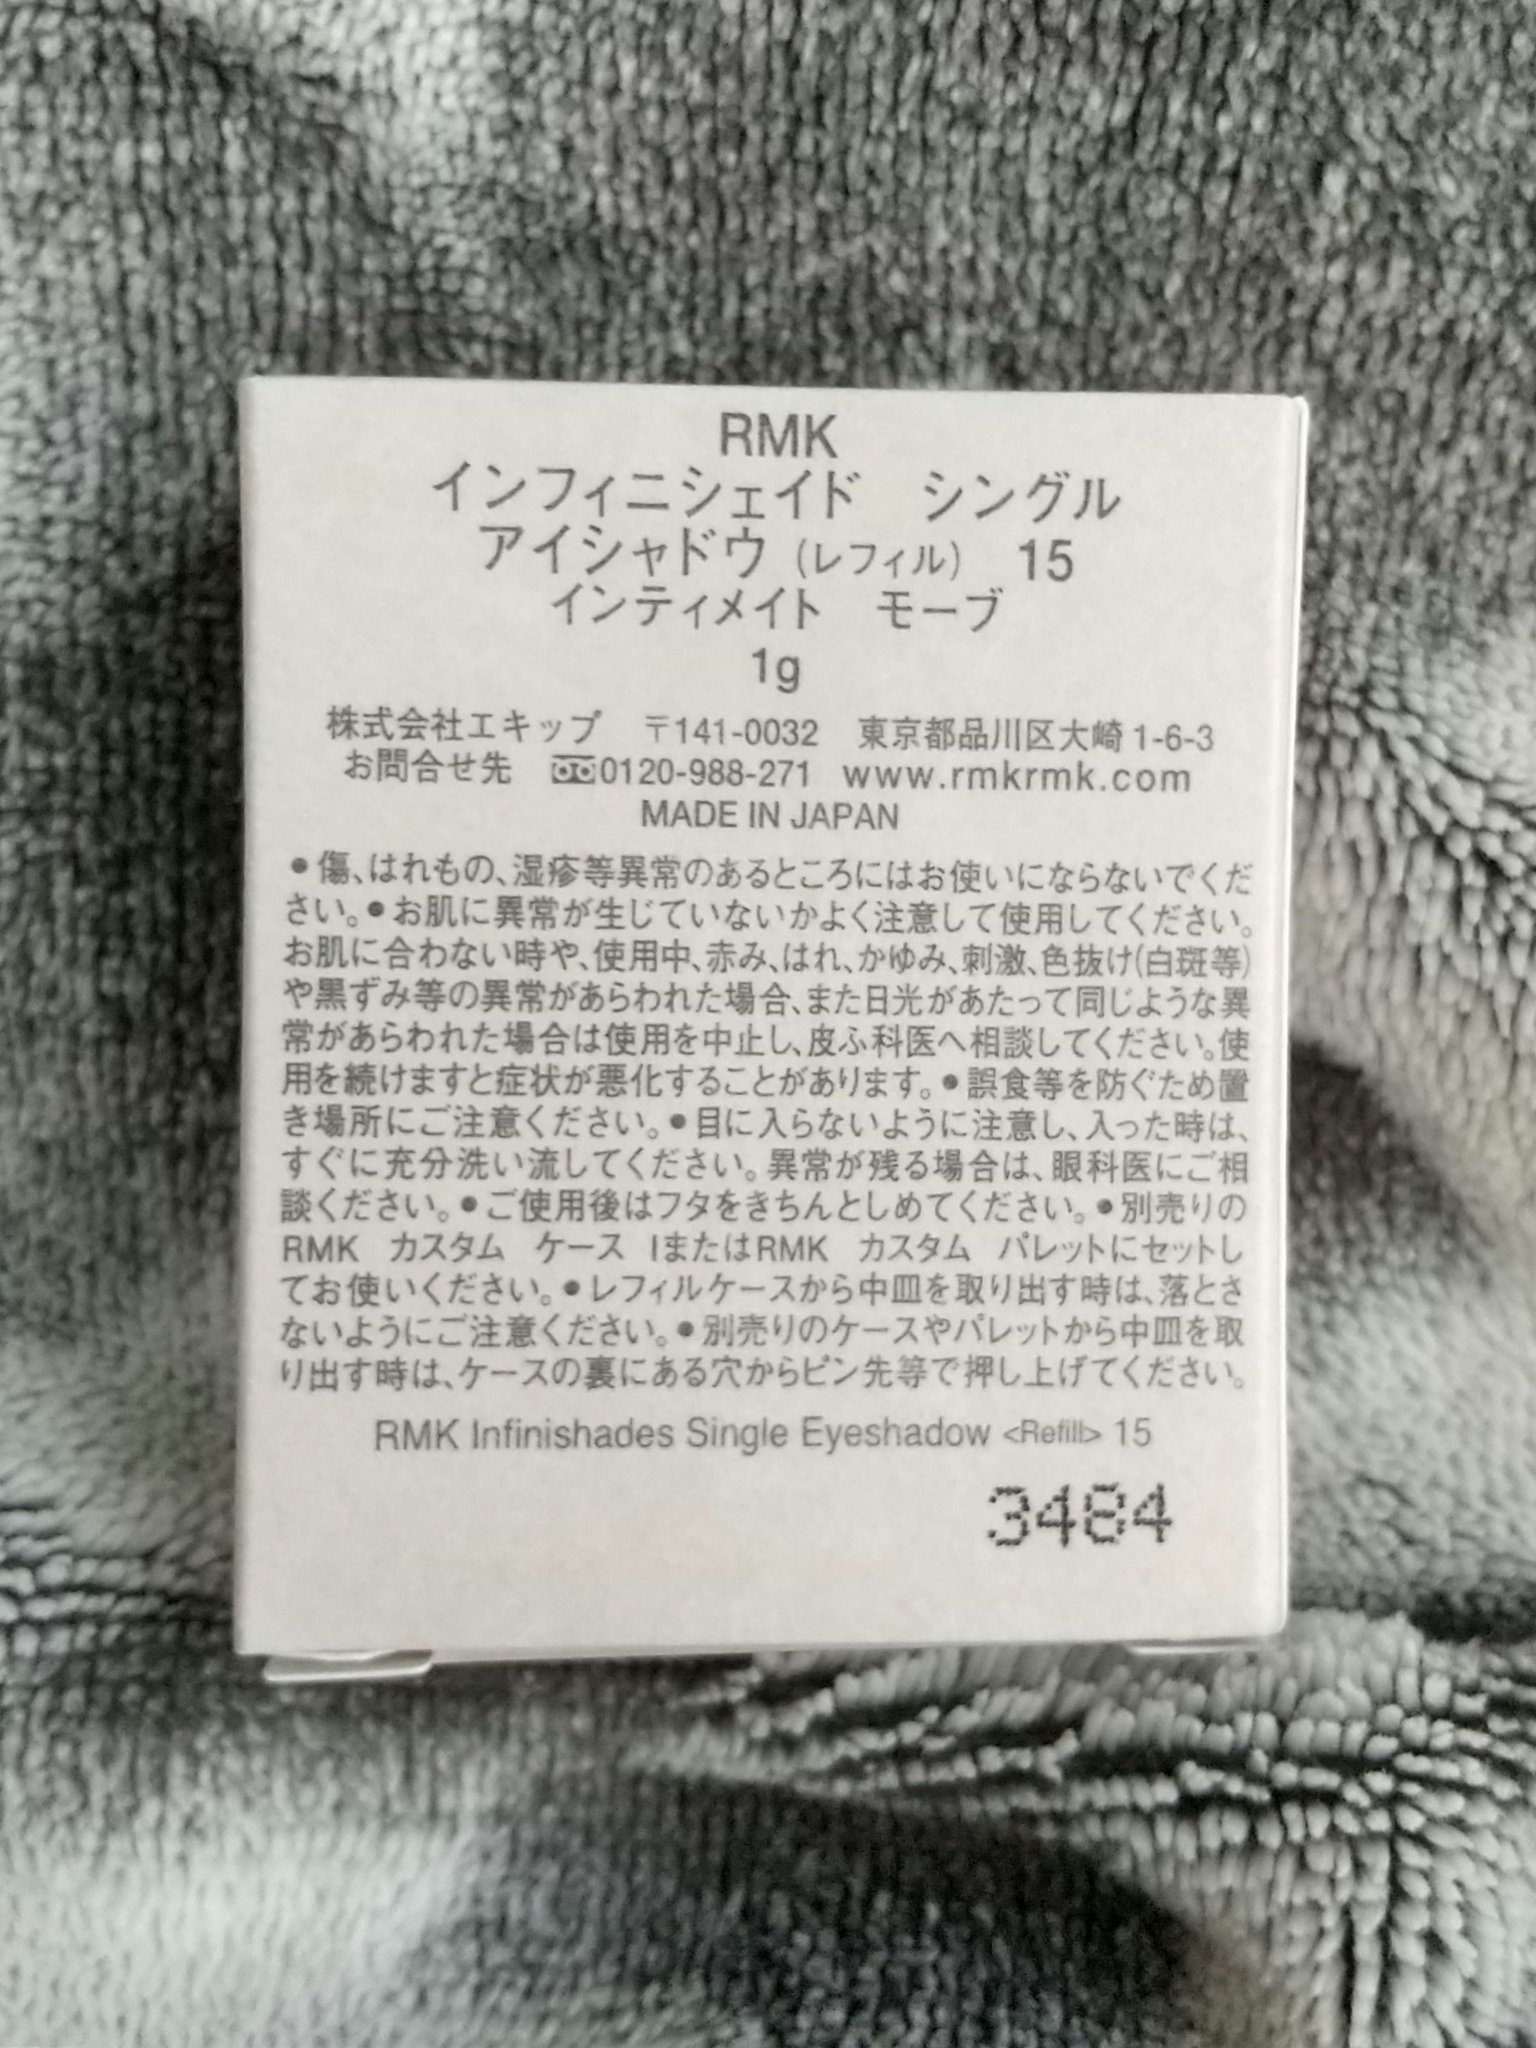 RMK
インフィニシェイド　シングル
アイシャドウ（レフィル）　15
インティメイト　モーブ
1g
株式会社エキップ　〒141-0032　東京都品川区大崎1-6-3
お問合せ先　0120-988-271　www.rmkrmk.com
MADE IN JAPAN
●傷、はれもの、湿疹等異常のあるところにはお使いにならないでくだ
さい。●お肌に異常が生じていないかよく注意して使用してください。
お肌に合わない時や、使用中、赤み、はれ、かゆみ、刺激、色抜け(白斑等)
や黒ずみ等の異常があらわれた場合、また日光があたって同じような異
常があらわれた場合は使用を中止し、皮ふ科医へ相談してください。使
用を続けますと症状が悪化することがあります。●誤食等を防ぐため置
き場所にご注意ください。●目に入らないように注意し、入った時は、
すぐに充分洗い流してください。異常が残る場合は、眼科医にご相
談ください。●ご使用後はフタをきちんとしめてください。●別売りの
RMK　カスタム　ケース　IまたはRMK　カスタム　パレットにセットし
てお使いください。●レフィルケースから中皿を取り出す時は、落とさ
ないようにご注意ください。●別売りのケースやパレットから中皿を取
り出す時は、ケースの裏にある穴からピン先等で押し上げてください。
RMK Infinishades Single Eyeshadow <Refill> 15
3484